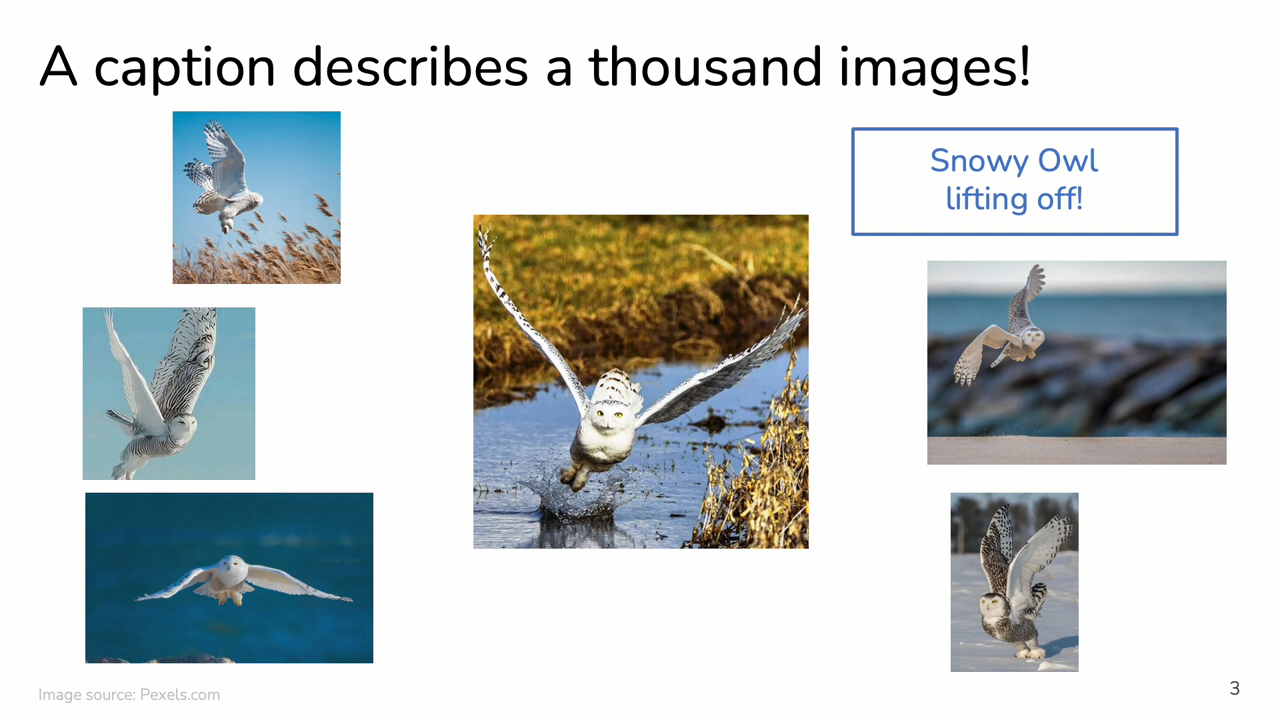 A caption describes a thousand images!
Snowy Owl
lifting off!
Image source: Pexels.com
3